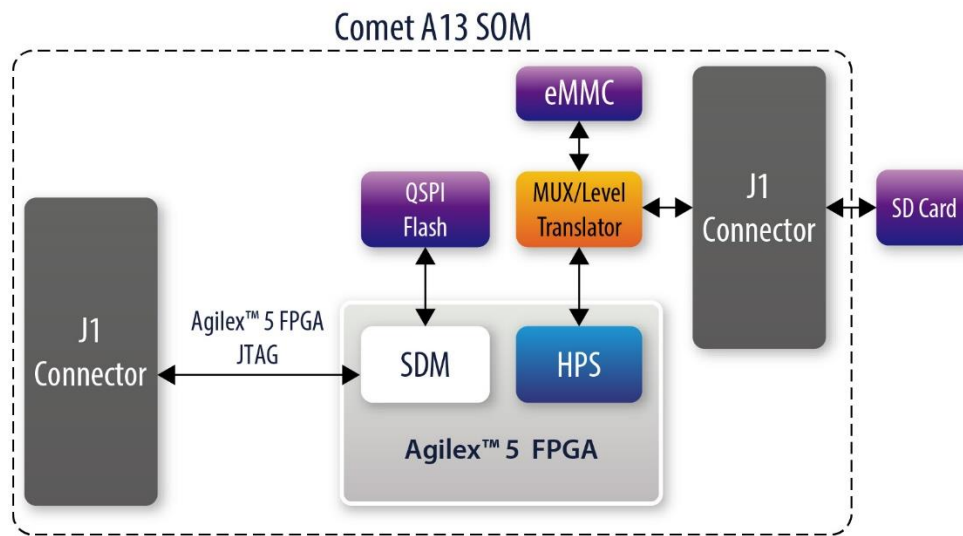 Comet A13 SOM
eMMC
QSPI
Flash
MUX/Level
Translator
J1
Connector
SD Card
J1
Connector
Agilex™ 5 FPGA
JTAG
SDM
HPS
Agilex™ 5 FPGA